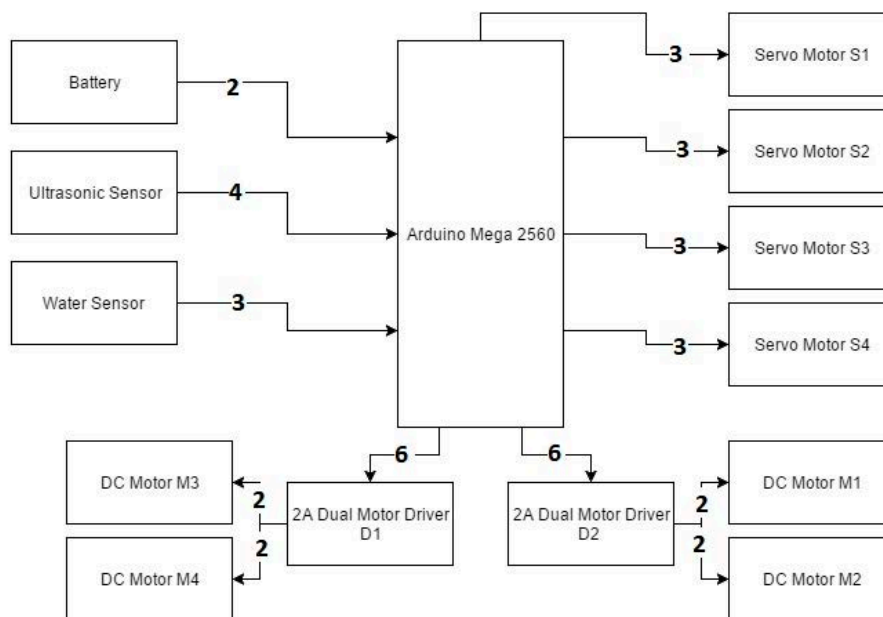 Battery
2
Ultrasonic Sensor
4
Water Sensor
3
Arduino Mega 2560
3
Servo Motor S1
3
Servo Motor S2
3
Servo Motor S3
3
Servo Motor S4
6
6
DC Motor M3
2
2
DC Motor M4
2A Dual Motor Driver
D1
2A Dual Motor Driver
D2
2
2
DC Motor M1
DC Motor M2